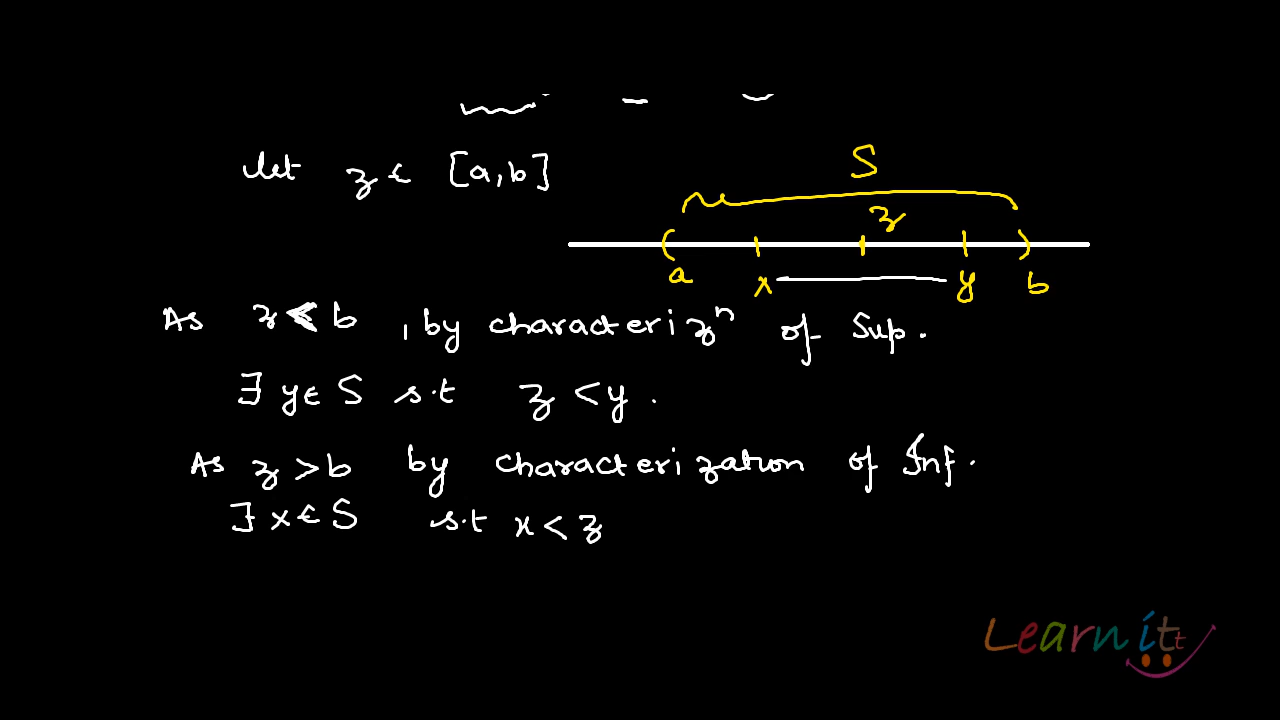 Let z ∈ [a,b]
S
z
a x y b
As z < b , by characterizⁿ of Sup.
∃ y ∈ S s.t z < y .
As z > b by characterization of Inf.
∃ x ∈ S s.t x < z
Learnitt